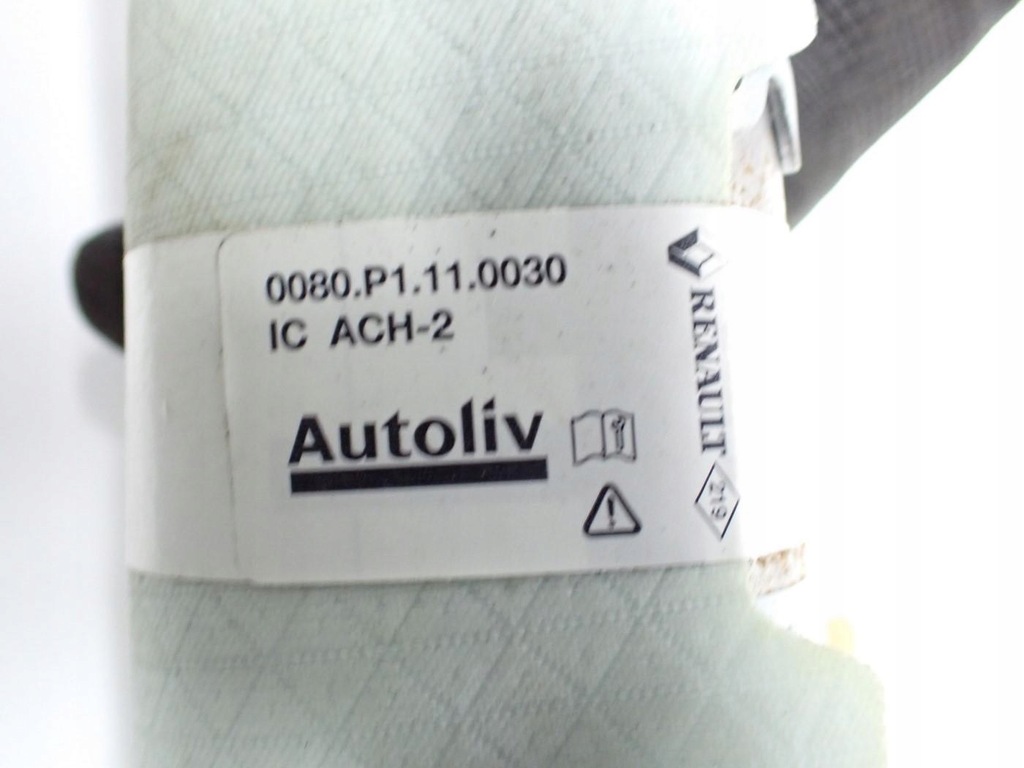 0080.P1.11.0030
IC ACH-2
Autoliv
RENAULT
219